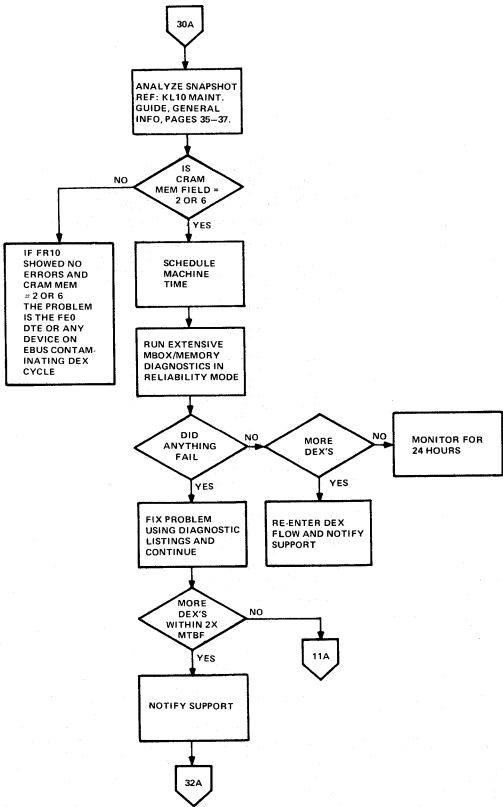 30A
ANALYZE SNAPSHOT
REF: KL10 MAINT.
GUIDE, GENERAL
INFO, PAGES 35–37.
IS
CRAM
MEM FIELD =
2 OR 6
NO
YES
IF FR10
SHOWED NO
ERRORS AND
CRAM MEM
= 2 OR 6
THE PROBLEM
IS THE FE0
DTE OR ANY
DEVICE ON
EBUS CONTAM-
INATING DEX
CYCLE
SCHEDULE
MACHINE
TIME
RUN EXTENSIVE
MBOX/MEMORY
DIAGNOSTICS IN
RELIABILITY MODE
DID
ANYTHING
FAIL
NO
YES
MORE
DEX'S
NO
YES
MONITOR FOR
24 HOURS
FIX PROBLEM
USING DIAGNOSTIC
LISTINGS AND
CONTINUE
RE-ENTER DEX
FLOW AND NOTIFY
SUPPORT
MORE
DEX'S
WITHIN 2X
MTBF
NO
YES
11A
NOTIFY SUPPORT
32A